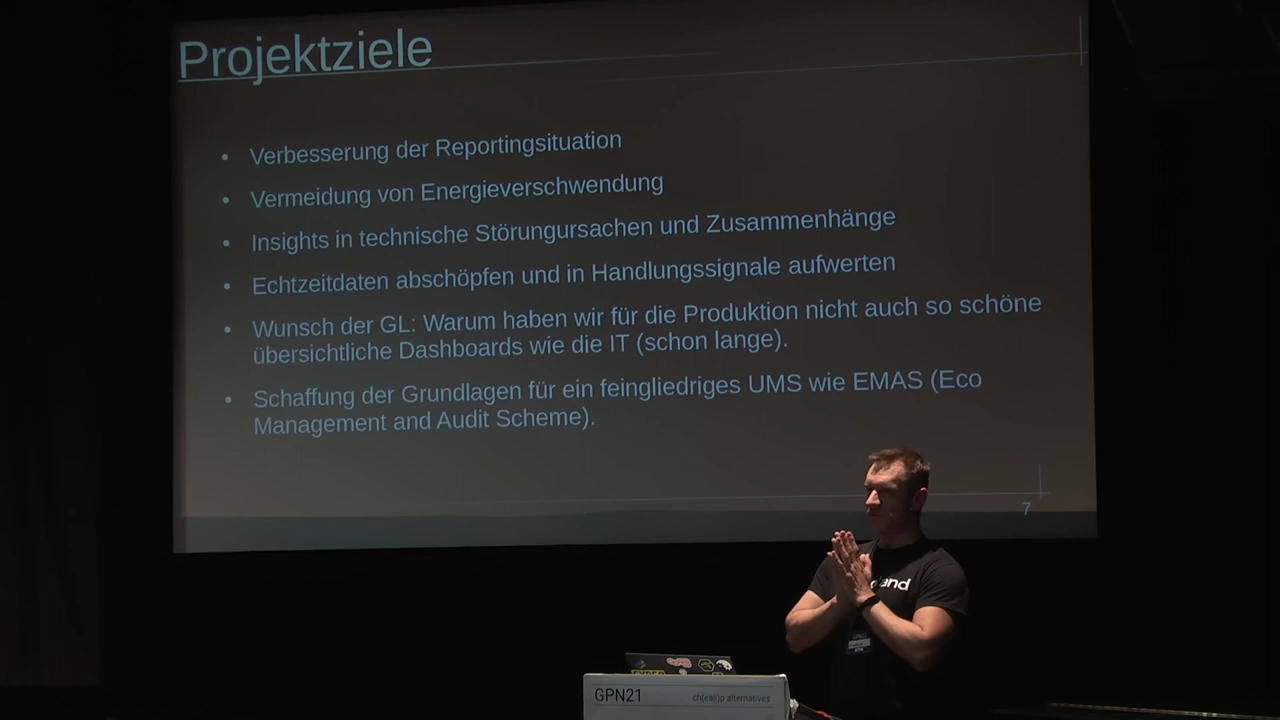 Projektziele
• Verbesserung der Reportingsituation
• Vermeidung von Energieverschwendung
• Insights in technische Störungursachen und Zusammenhänge
• Echtzeitdaten abschöpfen und in Handlungssignale aufwerten
• Wunsch der GL: Warum haben wir für die Produktion nicht auch so schöne
übersichtliche Dashboards wie die IT (schon lange).
• Schaffung der Grundlagen für ein feingliedriges UMS wie EMAS (Eco
Management and Audit Scheme).
7
GPN21
ch(ea|i)p alternatives